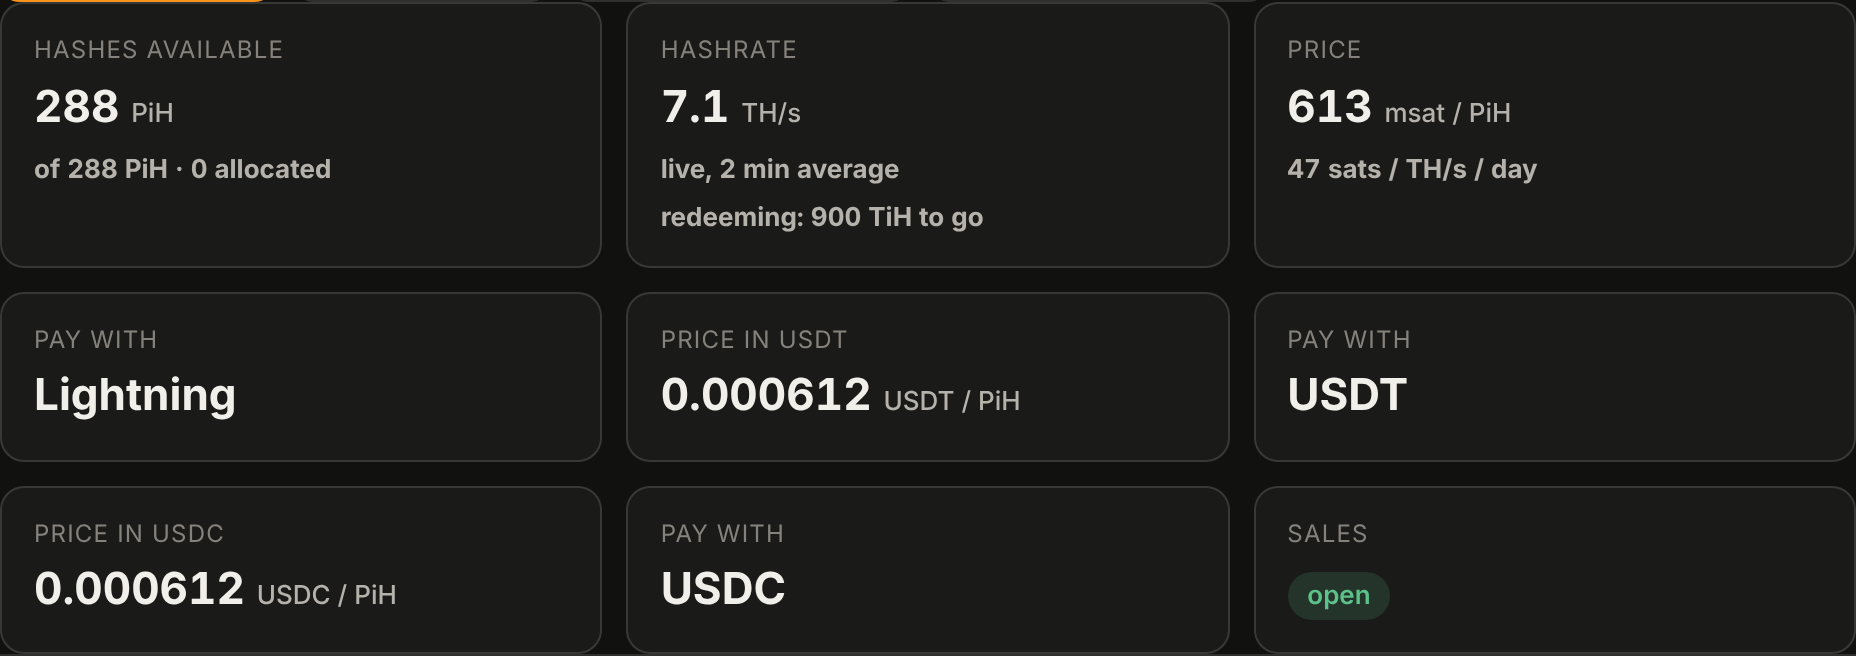 HASHES AVAILABLE
288 PiH
of 288 PiH · 0 allocated
HASHRATE
7.1 TH/s
live, 2 min average
redeeming: 900 TiH to go
PRICE
613 msat / PiH
47 sats / TH/s / day
PAY WITH
Lightning
PRICE IN USDT
0.000612 USDT / PiH
PAY WITH
USDT
PRICE IN USDC
0.000612 USDC / PiH
PAY WITH
USDC
SALES
open